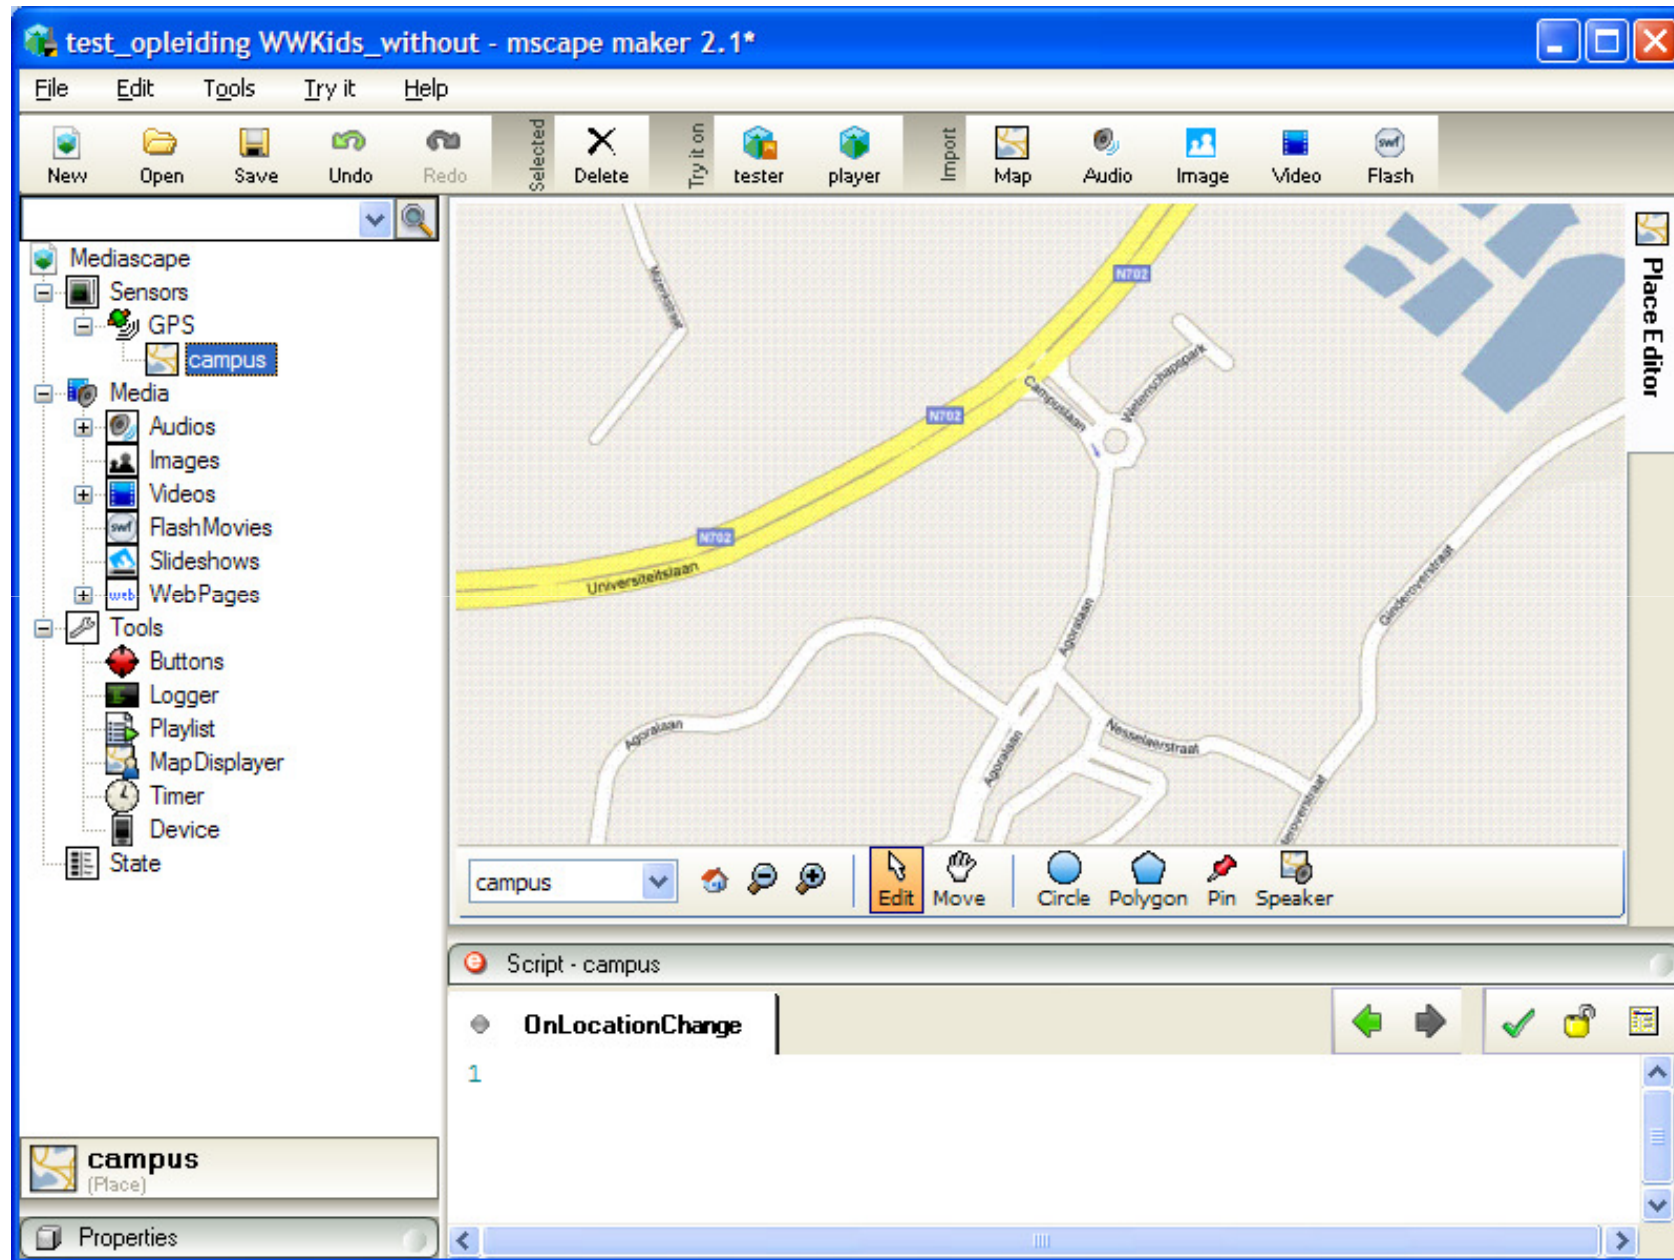 test_opleiding WWKids_without - mscape maker 2.1*
File Edit Tools Try it Help
New Open Save Undo Redo Selected Delete Try it on tester player Import Map Audio Image Video Flash
Mediascape
Sensors
GPS
campus
Media
Audios
Images
Videos
swf FlashMovies
Slideshows
web WebPages
Tools
Buttons
Logger
Playlist
MapDisplayer
Timer
Device
State
campus
(Place)
Properties
N702
N702
N702
Universiteitslaan
Campuslaan
Wetenschapspark
Agoralaan
Agoralaan
Agoralaan
Nesselaerstraat
Ginderoverstraat
Place Editor
campus Edit Move Circle Polygon Pin Speaker
Script - campus
OnLocationChange
1